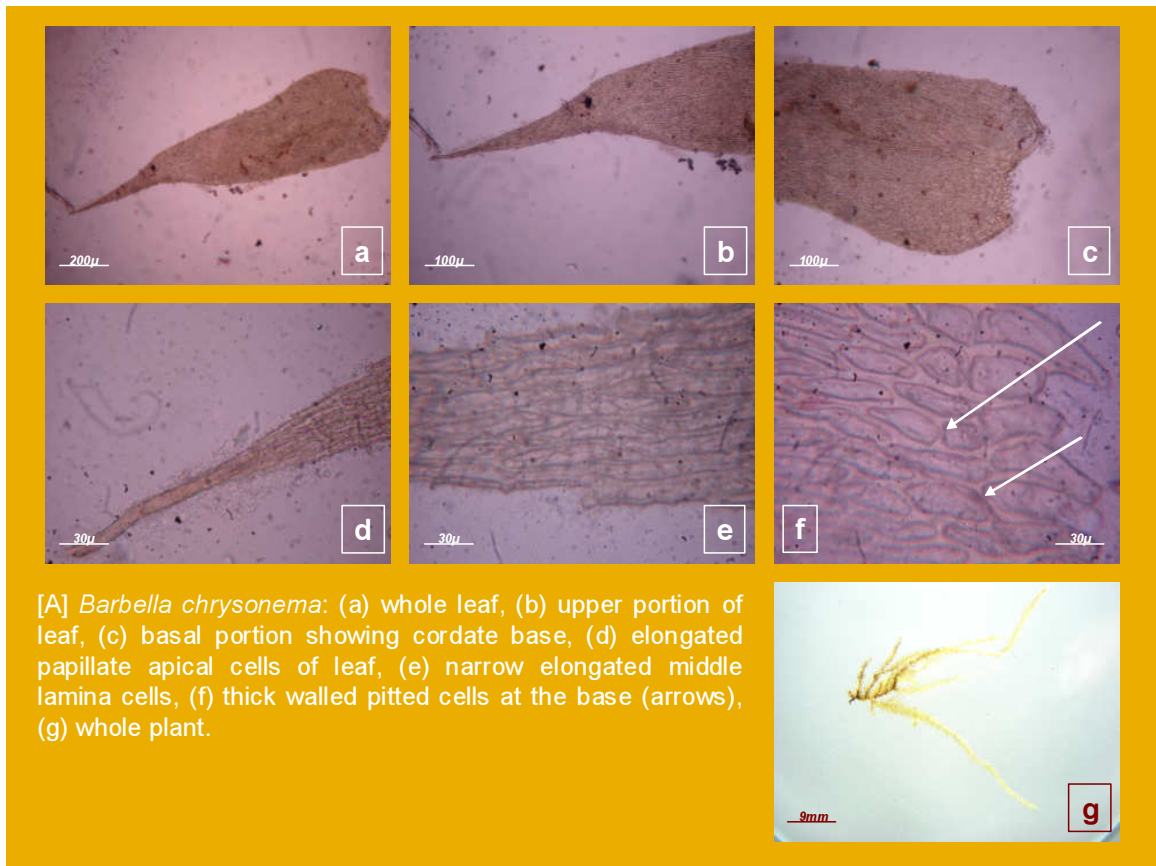 a
200µ
b
100µ
c
100µ
d
30µ
e
30µ
f
30µ
[A] Barbella chrysonema: (a) whole leaf, (b) upper portion of
leaf, (c) basal portion showing cordate base, (d) elongated
papillate apical cells of leaf, (e) narrow elongated middle
lamina cells, (f) thick walled pitted cells at the base (arrows),
(g) whole plant.
g
9mm